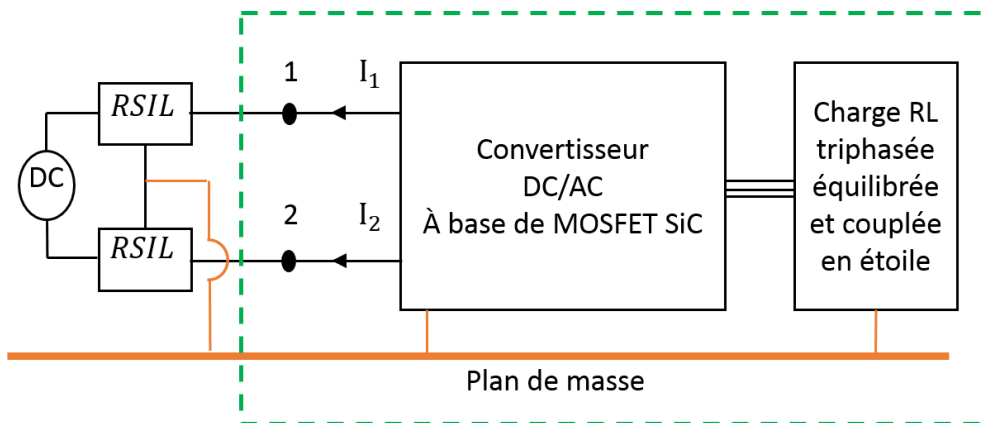 RSIL
DC
RSIL
1
I₁
2
I₂
Convertisseur
DC/AC
À base de MOSFET SiC
Charge RL
triphasée
équilibrée
et couplée
en étoile
Plan de masse